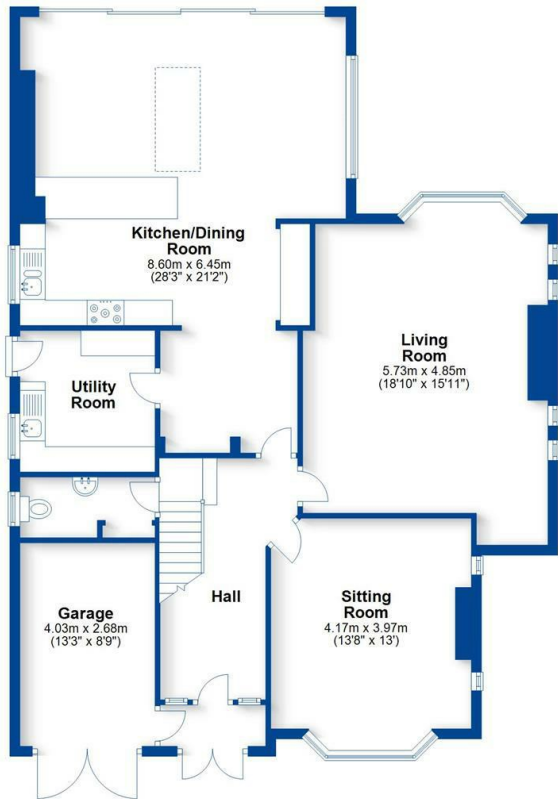 Kitchen/Dining
Room
8.60m x 6.45m
(28'3" x 21'2")
Living
Room
5.73m x 4.85m
(18'10" x 15'11")
Utility
Room
Hall
Garage
4.03m x 2.68m
(13'3" x 8'9")
Sitting
Room
4.17m x 3.97m
(13'8" x 13')